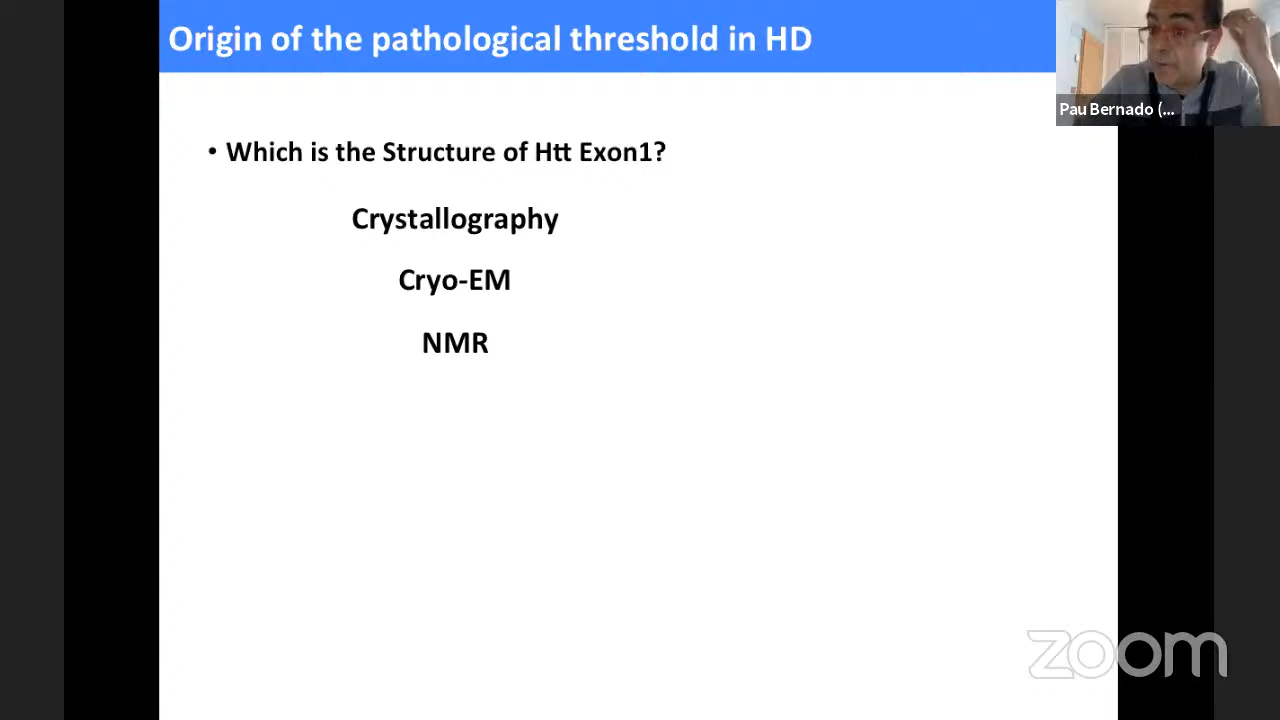 Origin of the pathological threshold in HD
Pau Bernado (...
• Which is the Structure of Htt Exon1?
Crystallography
Cryo-EM
NMR
zoom